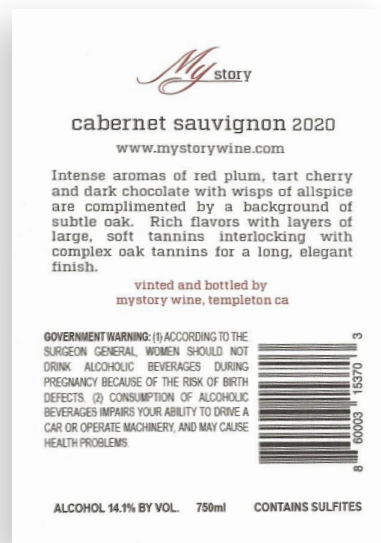 My story
cabernet sauvignon 2020
www.mystorywine.com
Intense aromas of red plum, tart cherry
and dark chocolate with wisps of allspice
are complimented by a background of
subtle oak. Rich flavors with layers of
large, soft tannins interlocking with
complex oak tannins for a long, elegant
finish.
vinted and bottled by
mystory wine, templeton ca
GOVERNMENT WARNING: (1) ACCORDING TO THE
SURGEON GENERAL, WOMEN SHOULD NOT
DRINK ALCOHOLIC BEVERAGES DURING
PREGNANCY BECAUSE OF THE RISK OF BIRTH
DEFECTS. (2) CONSUMPTION OF ALCOHOLIC
BEVERAGES IMPAIRS YOUR ABILITY TO DRIVE A
CAR OR OPERATE MACHINERY, AND MAY CAUSE
HEALTH PROBLEMS.
8 60003 15370 3
ALCOHOL 14.1% BY VOL. 750ml CONTAINS SULFITES